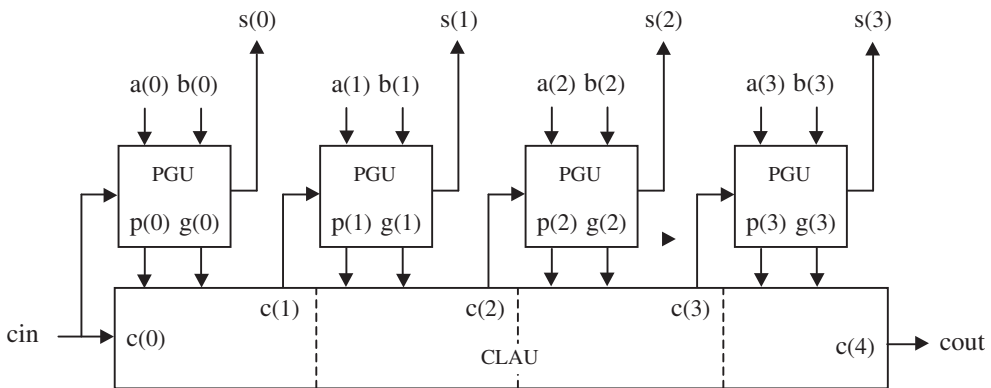 s(0) s(1) s(2) s(3)
a(0) b(0) a(1) b(1) a(2) b(2) a(3) b(3)
PGU PGU PGU PGU
p(0) g(0) p(1) g(1) p(2) g(2) p(3) g(3)
c(1) c(2) c(3)
cin c(0) c(4) cout
CLAU